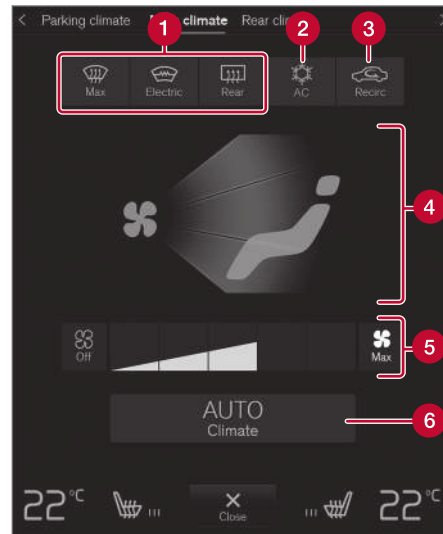 Parking climate climate Rear
1 2 3
Max Electric Rear AC Recirc
4
Off Max 5
AUTO 6
Climate
22°C Close 22°C